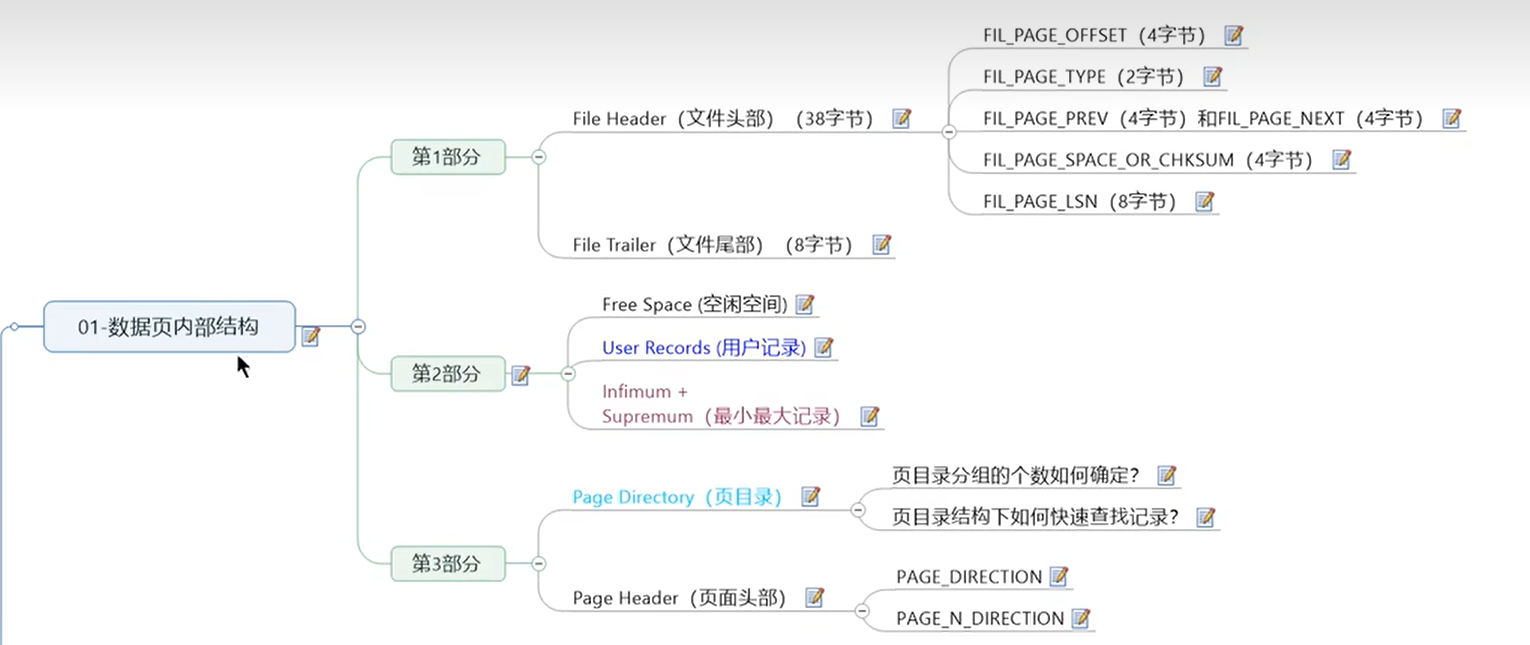 01-数据页内部结构
第1部分
File Header（文件头部）（38字节）
FIL_PAGE_OFFSET（4字节）
FIL_PAGE_TYPE（2字节）
FIL_PAGE_PREV（4字节）和FIL_PAGE_NEXT（4字节）
FIL_PAGE_SPACE_OR_CHKSUM（4字节）
FIL_PAGE_LSN（8字节）
File Trailer（文件尾部）（8字节）
第2部分
Free Space (空闲空间)
User Records (用户记录)
Infimum +
Supremum（最小最大记录）
第3部分
Page Directory（页目录）
页目录分组的个数如何确定？
页目录结构下如何快速查找记录？
Page Header（页面头部）
PAGE_DIRECTION
PAGE_N_DIRECTION